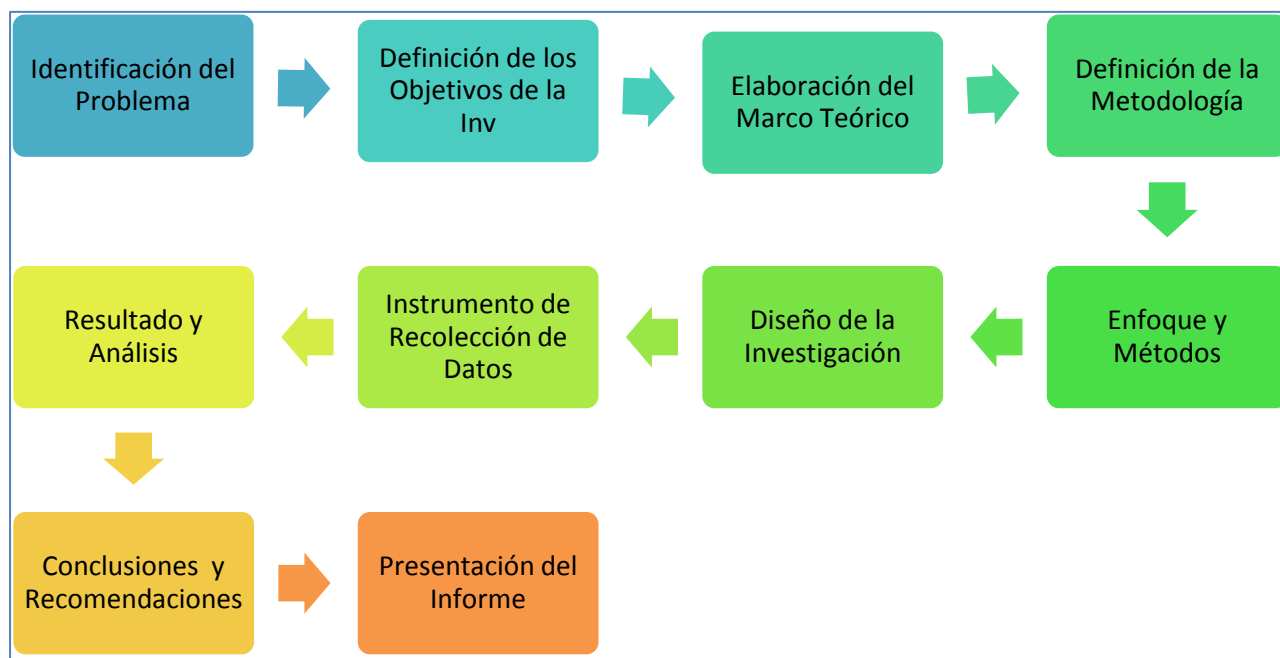 Identificación del
Problema
Definición de los
Objetivos de la
Inv
Elaboración del
Marco Teórico
Definición de la
Metodología
Enfoque y
Métodos
Diseño de la
Investigación
Instrumento de
Recolección de
Datos
Resultado y
Análisis
Conclusiones y
Recomendaciones
Presentación del
Informe